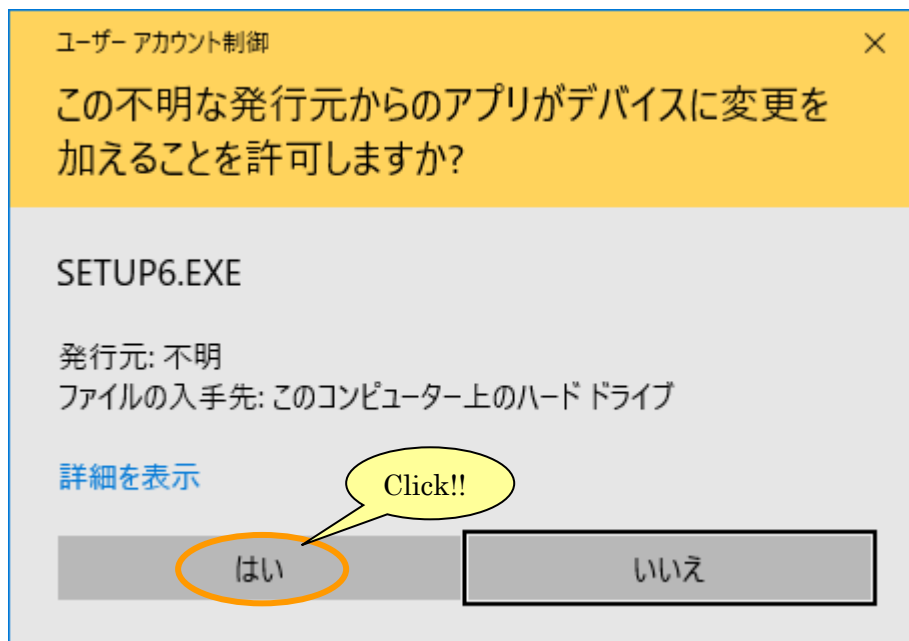 ユーザー アカウント制御
この不明な発行元からのアプリがデバイスに変更を
加えることを許可しますか?
SETUP6.EXE
発行元: 不明
ファイルの入手先: このコンピューター上のハード ドライブ
詳細を表示
Click!!
はい
いいえ